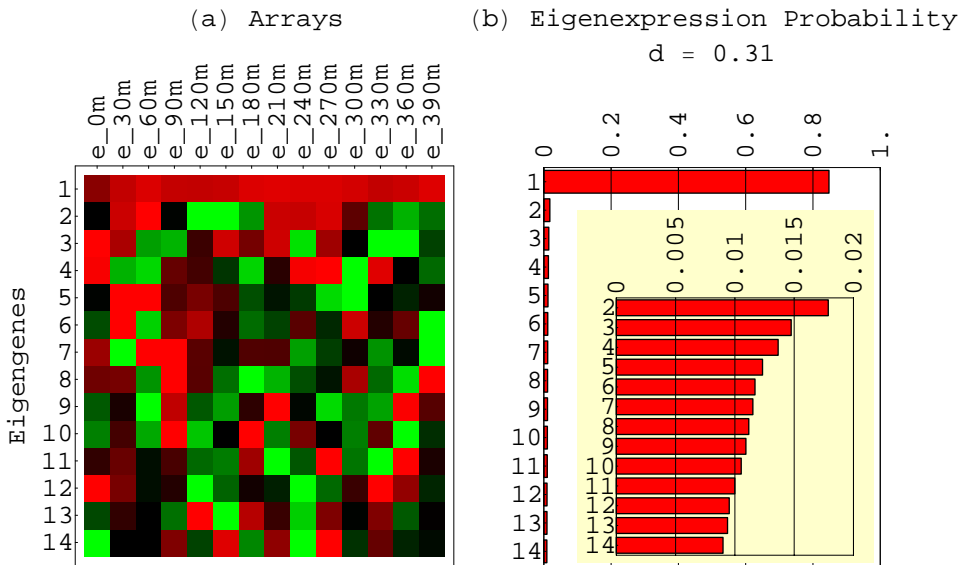 (a) Arrays
(b) Eigenexpression Probability
d = 0.31
e_0m
e_30m
e_60m
e_90m
e_120m
e_150m
e_180m
e_210m
e_240m
e_270m
e_300m
e_330m
e_360m
e_390m
Eigengenes
1
2
3
4
5
6
7
8
9
10
11
12
13
14
0
0.2
0.4
0.6
0.8
1.
1
2
3
4
5
6
7
8
9
10
11
12
13
14
0
0.005
0.01
0.015
0.02
2
3
4
5
6
7
8
9
10
11
12
13
14